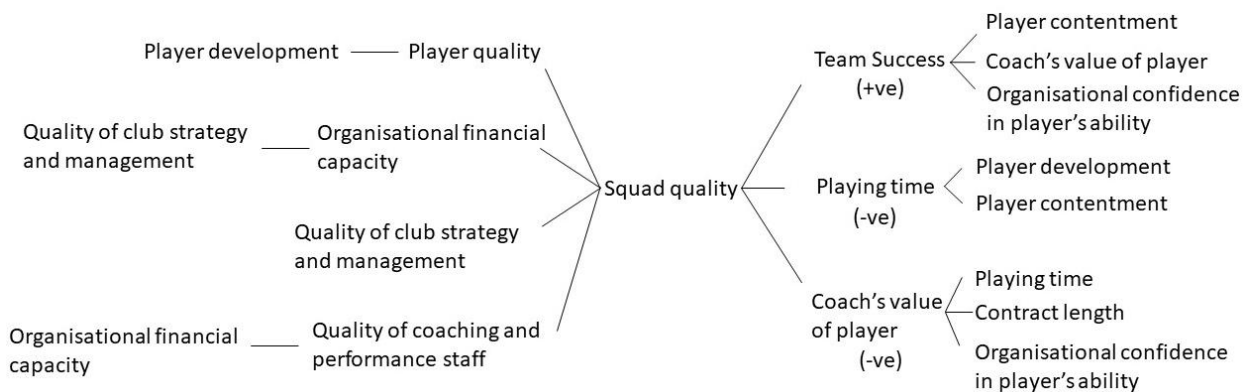 Player development
Player quality
Quality of club strategy
and management
Organisational financial
capacity
Quality of club strategy
and management
Organisational financial
capacity
Quality of coaching and
performance staff
Squad quality
Team Success
(+ve)
Player contentment
Coach's value of player
Organisational confidence
in player's ability
Playing time
(-ve)
Player development
Player contentment
Coach's value
of player
(-ve)
Playing time
Contract length
Organisational confidence
in player's ability